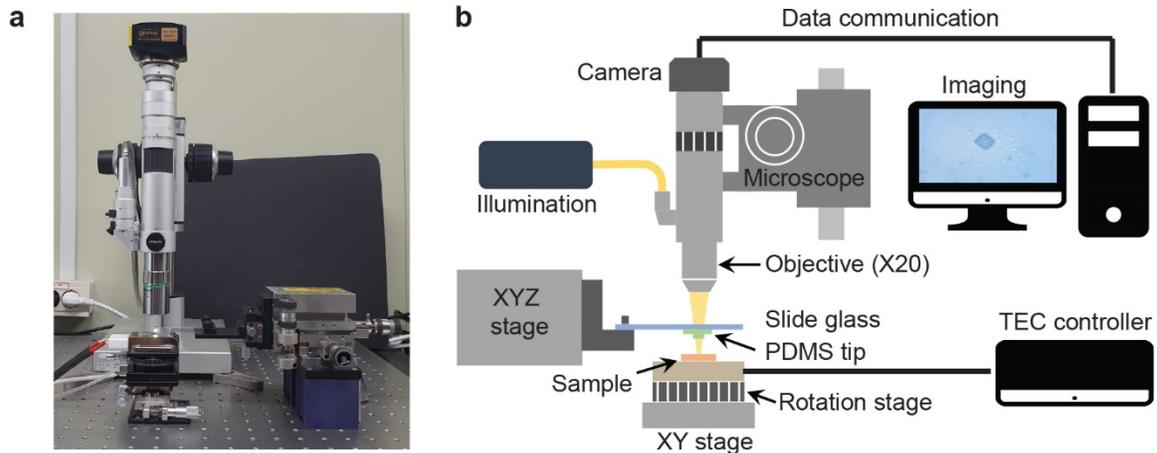 a
b
Data communication
Camera
Imaging
Illumination
Microscope
Objective (X20)
XYZ
stage
Slide glass
PDMS tip
TEC controller
Sample
Rotation stage
XY stage